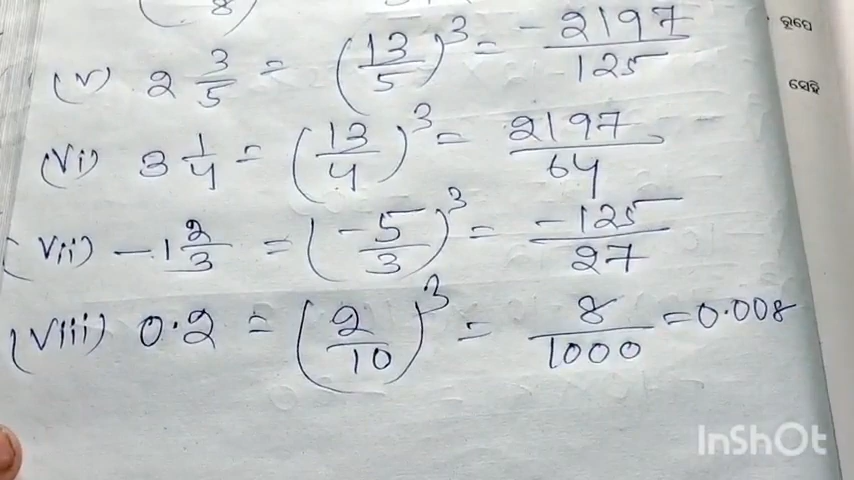 8
ରୂପେ
(v) 2 3/5 = (13/5)^3 = -2197/125
ସେହି
(vi) 3 1/4 = (13/4)^3 = 2197/64
(vii) -1 2/3 = (-5/3)^3 = -125/27
(viii) 0.2 = (2/10)^3 = 8/1000 = 0.008
InShOt